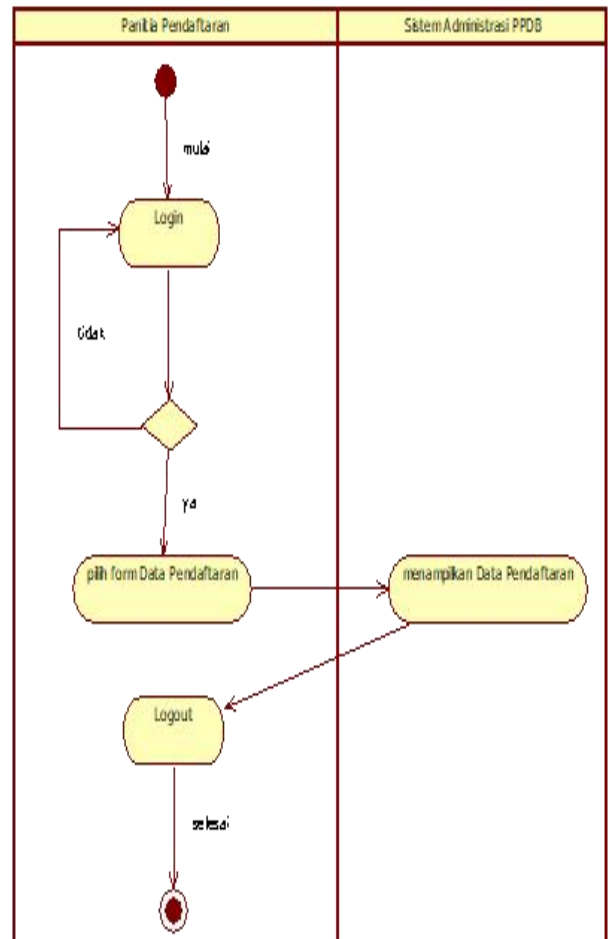 Panitia Pendaftaran
Sistem Administrasi PPDB
mulai
Login
tidak
ya
pilih form Data Pendaftaran
menampilkan Data Pendaftaran
Logout
selesai